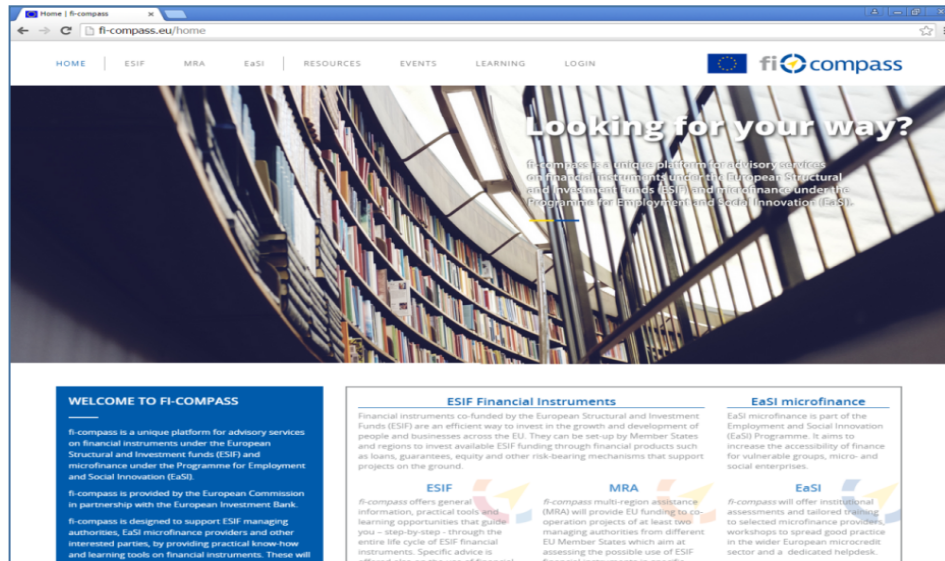 Home | fi-compass
fi-compass.eu/home
HOME
ESIF
MRA
EaSI
RESOURCES
EVENTS
LEARNING
LOGIN
fi compass
Looking for your way?
fi-compass is a unique platform for advisory services
on financial instruments under the European Structural
and Investment Funds (ESIF) and microfinance under the
Programme for Employment and Social Innovation (EaSI).
WELCOME TO FI-COMPASS
fi-compass is a unique platform for advisory services
on financial instruments under the European
Structural and Investment funds (ESIF) and
microfinance under the Programme for Employment
and Social Innovation (EaSI).
fi-compass is provided by the European Commission
in partnership with the European Investment Bank.
fi-compass is designed to support ESIF managing
authorities, EaSI microfinance providers and other
interested parties, by providing practical know-how
and learning tools on financial instruments. These will
ESIF Financial Instruments
Financial instruments co-funded by the European Structural and Investment
Funds (ESIF) are an efficient way to invest in the growth and development of
people and businesses across the EU. They can be set-up by Member States
and regions to invest available ESIF funding through financial products such
as loans, guarantees, equity and other risk-bearing mechanisms that support
projects on the ground.
EaSI microfinance
EaSI microfinance is part of the
Employment and Social Innovation
(EaSI) Programme. It aims to
increase the accessibility of finance
for vulnerable groups, micro- and
social enterprises.
ESIF
fi-compass offers general
information, practical tools and
learning opportunities that guide
you – step-by-step - through the
entire life cycle of ESIF financial
instruments. Specific advice is
offered also on the use of financial
MRA
fi-compass multi-region assistance
(MRA) will provide EU funding to co-
operation projects of at least two
managing authorities from different
EU Member States which aim at
assessing the possible use of ESIF
financial instruments in specific
EaSI
fi-compass will offer institutional
assessments and tailored training
to selected microfinance providers,
workshops to spread good practice
in the wider European microcredit
sector and a dedicated helpdesk.